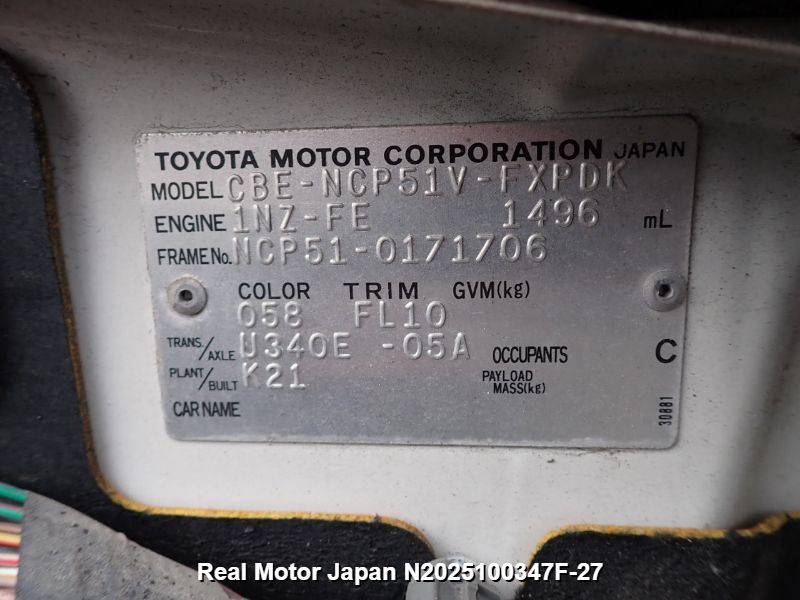 TOYOTA MOTOR CORPORATION JAPAN
MODEL CBE-NCP51V-FXPDK
ENGINE 1NZ-FE 1496 mL
FRAME No. NCP51-0171706
COLOR TRIM GVM(kg)
058 FL10
TRANS./AXLE U340E -05A OCCUPANTS C
PLANT/BUILT K21 PAYLOAD MASS(kg)
CAR NAME
30881
Real Motor Japan N2025100347F-27